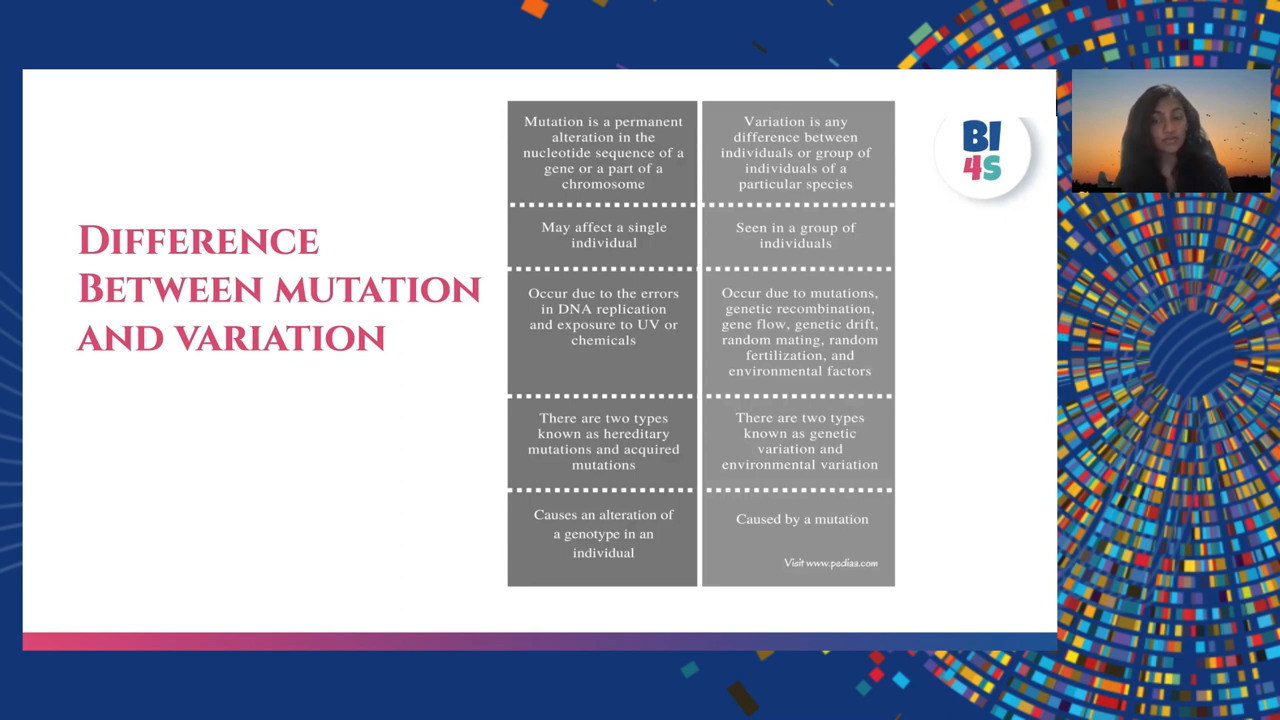 DIFFERENCE
BETWEEN MUTATION
AND VARIATION
Mutation is a permanent
alteration in the
nucleotide sequence of a
gene or a part of a
chromosome
Variation is any
difference between
individuals or group of
individuals of a
particular species
May affect a single
individual
Seen in a group of
individuals
Occur due to the errors
in DNA replication
and exposure to UV or
chemicals
Occur due to mutations,
genetic recombination,
gene flow, genetic drift,
random mating, random
fertilization, and
environmental factors
There are two types
known as hereditary
mutations and acquired
mutations
There are two types
known as genetic
variation and
environmental variation
Causes an alteration of
a genotype in an
individual
Caused by a mutation
Visit www.pediaa.com
BI
4S